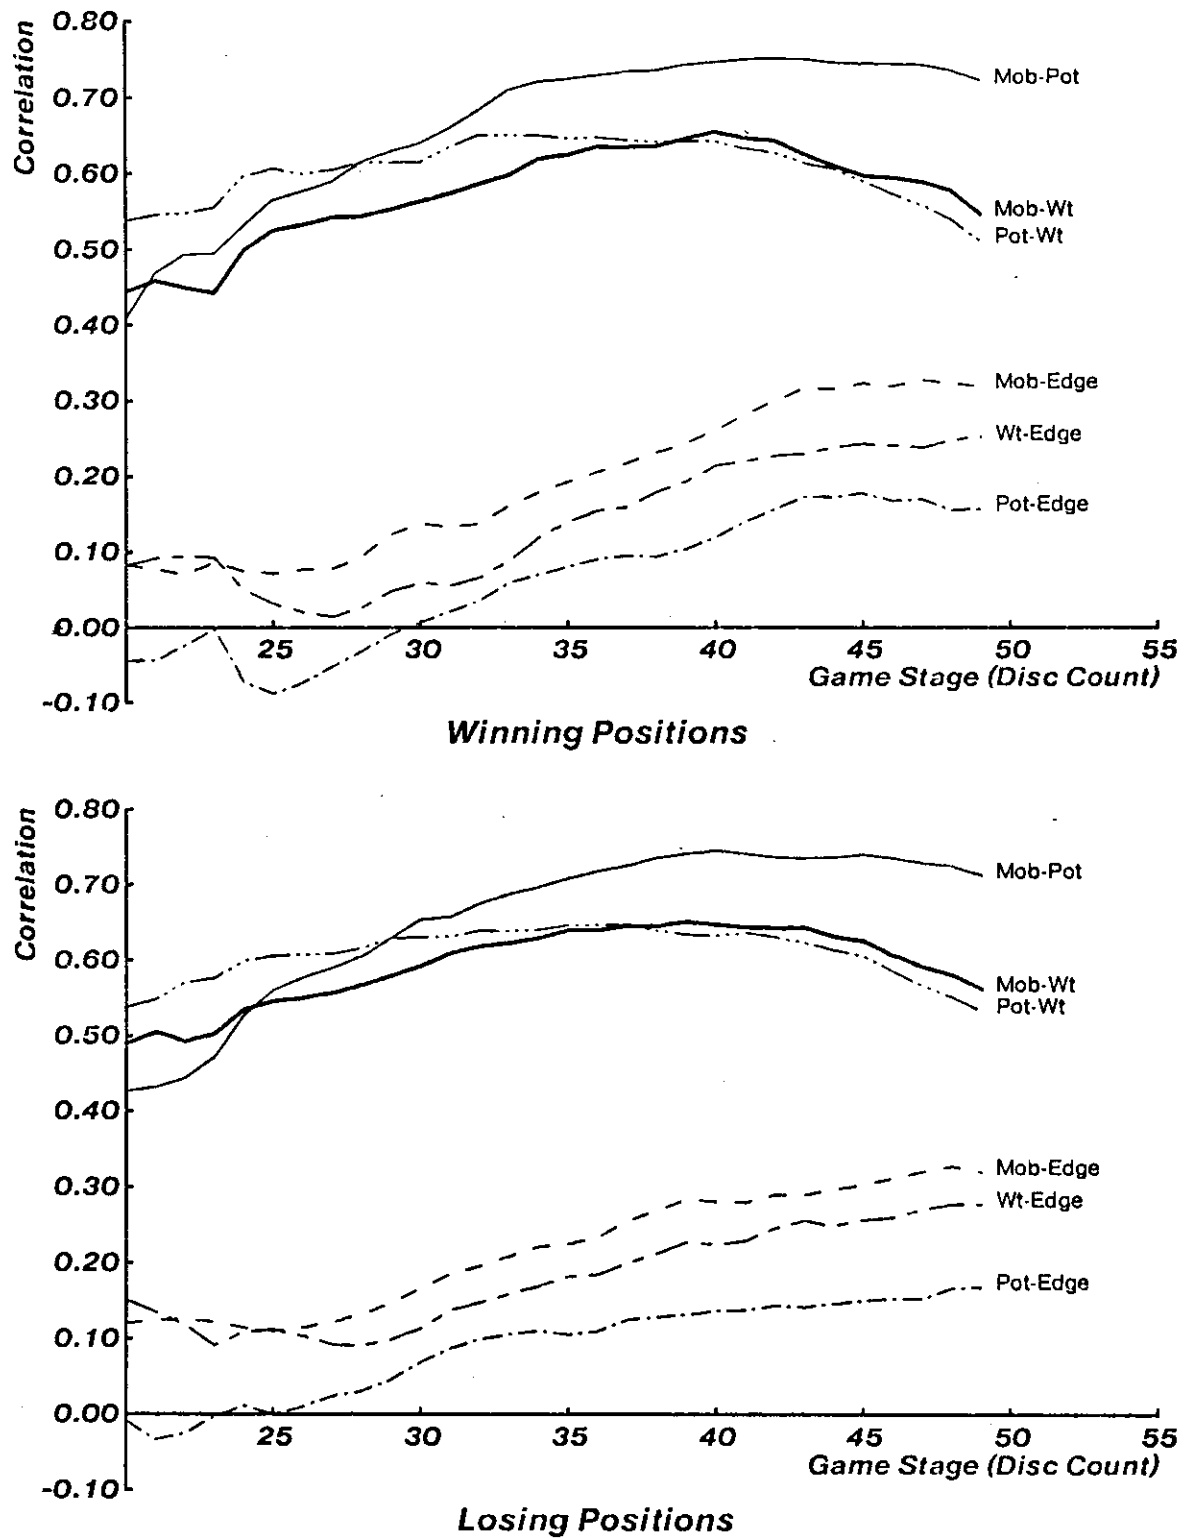 0.80
Correlation
0.70
0.60
0.50
0.40
0.30
0.20
0.10
0.00
-0.10
Mob-Pot
Mob-Wt
Pot-Wt
Mob-Edge
Wt-Edge
Pot-Edge
25 30 35 40 45 50 55
Game Stage (Disc Count)
Winning Positions
0.80
Correlation
0.70
0.60
0.50
0.40
0.30
0.20
0.10
0.00
-0.10
Mob-Pot
Mob-Wt
Pot-Wt
Mob-Edge
Wt-Edge
Pot-Edge
25 30 35 40 45 50 55
Game Stage (Disc Count)
Losing Positions